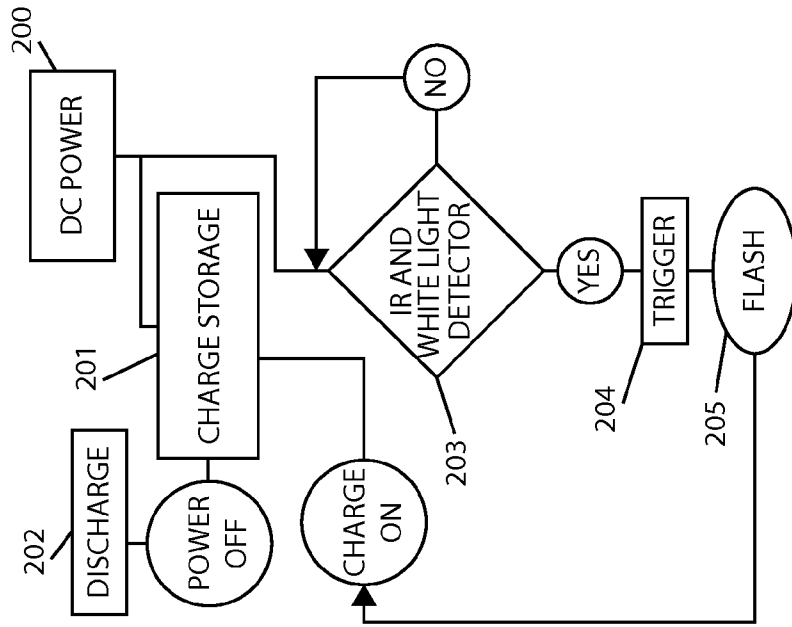 200
DC POWER
CHARGE STORAGE
201
DISCHARGE
202
POWER
OFF
CHARGE
ON
IR AND
WHITE LIGHT
DETECTOR
203
NO
YES
TRIGGER
204
FLASH
205